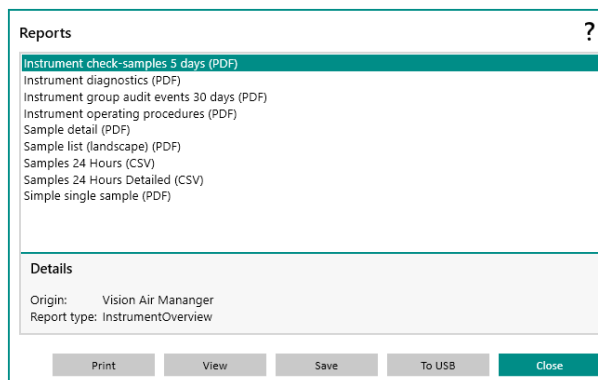 Reports
?
Instrument check-samples 5 days (PDF)
Instrument diagnostics (PDF)
Instrument group audit events 30 days (PDF)
Instrument operating procedures (PDF)
Sample detail (PDF)
Sample list (landscape) (PDF)
Samples 24 Hours (CSV)
Samples 24 Hours Detailed (CSV)
Simple single sample (PDF)
Details
Origin: Vision Air Mananger
Report type: InstrumentOverview
Print View Save To USB Close